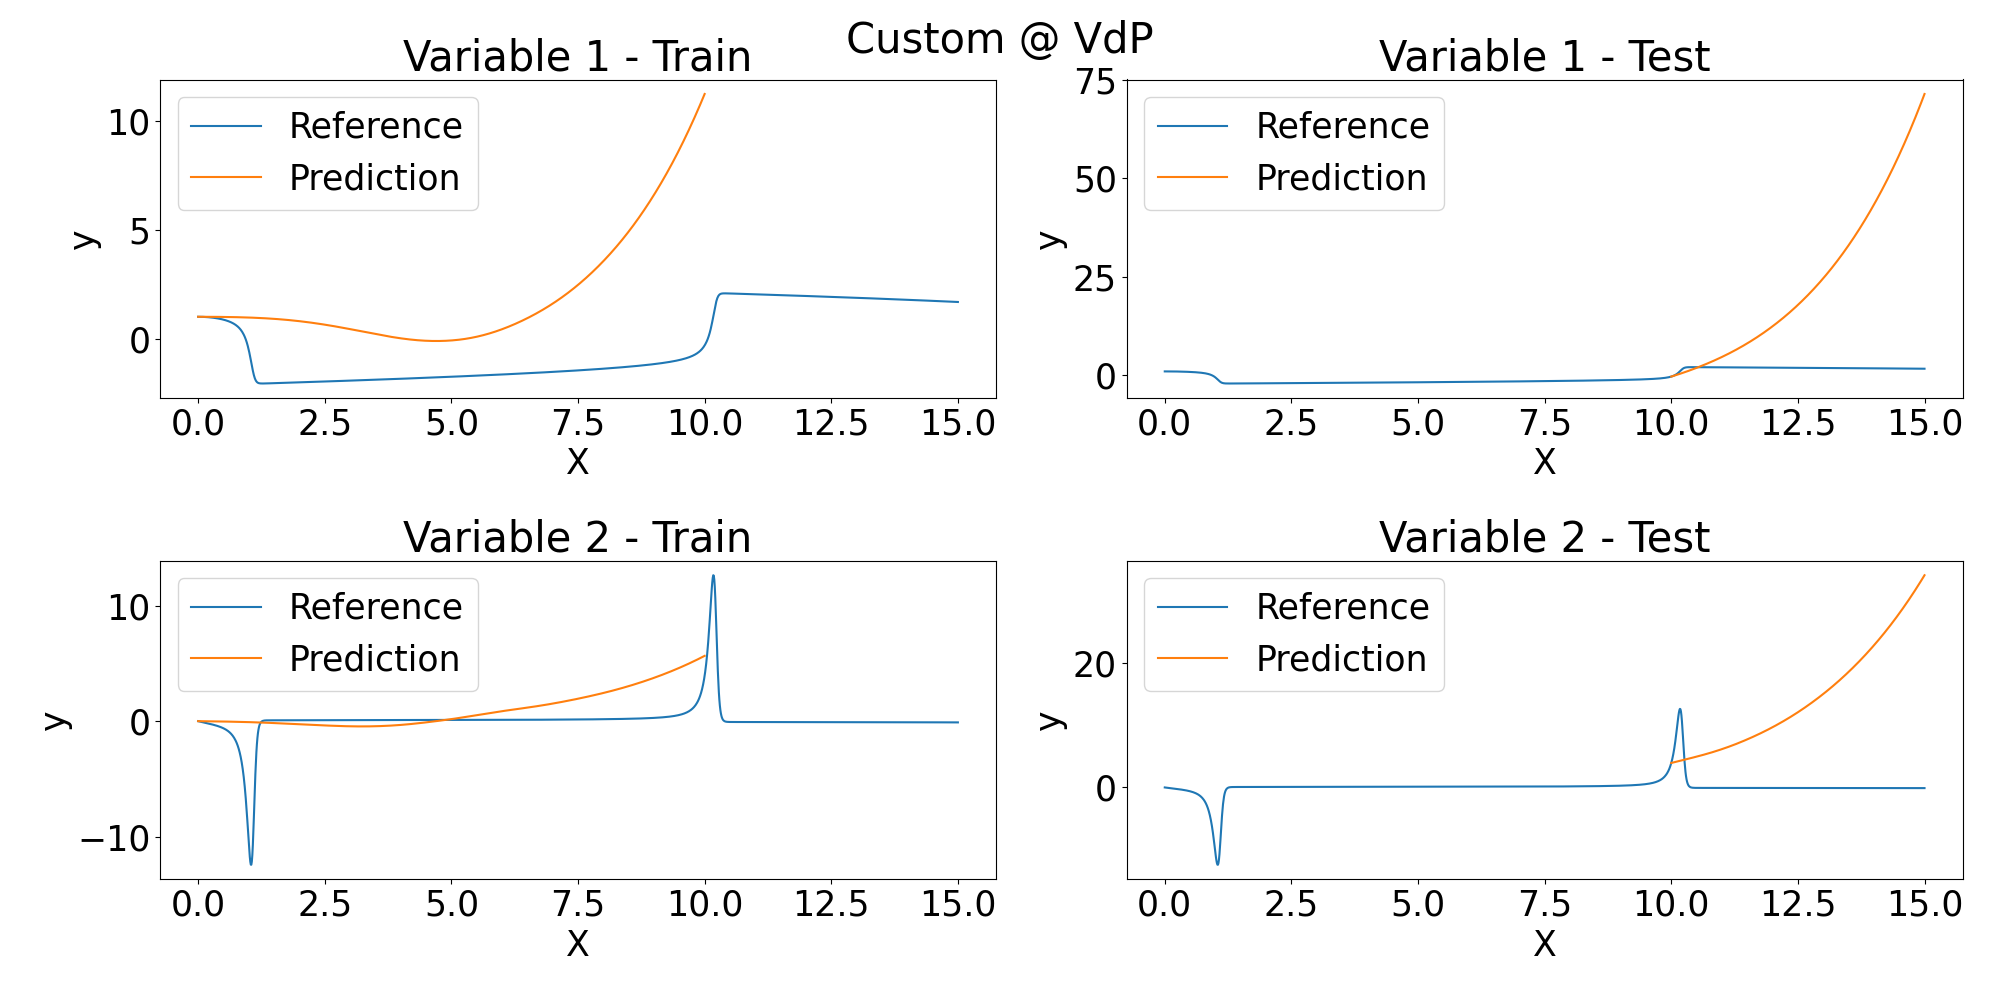 Custom @ VdP
Variable 1 - Train
Reference
Prediction
10
5
0
y
0.0 2.5 5.0 7.5 10.0 12.5 15.0
X
Variable 1 - Test
Reference
Prediction
75
50
25
0
y
0.0 2.5 5.0 7.5 10.0 12.5 15.0
X
Variable 2 - Train
Reference
Prediction
10
0
−10
y
0.0 2.5 5.0 7.5 10.0 12.5 15.0
X
Variable 2 - Test
Reference
Prediction
20
0
y
0.0 2.5 5.0 7.5 10.0 12.5 15.0
X